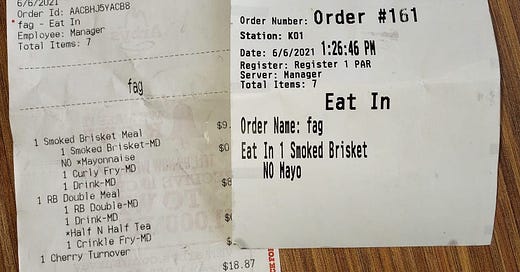 6/6/2021
Order Id: AACBHJ5YACB8
*fag - Eat In
Employee: Manager
Total Items: 7
fag
1 Smoked Brisket Meal
1 Smoked Brisket-MD
NO *Mayonnaise
1 Curly Fry-MD
1 Drink-MD
1 RB Double Meal
1 RB Double-MD
1 Drink-MD
*Half N Half Tea
1 Crinkle Fry-MD
1 Cherry Turnover
$9.
$0
$18.87
Order Number: Order #161
Station: KO1
Date: 6/6/2021 1:26:46 PM
Register: Register 1 PAR
Server: Manager
Total Items: 7
Eat In
Order Name: fag
Eat In 1 Smoked Brisket
NO Mayo